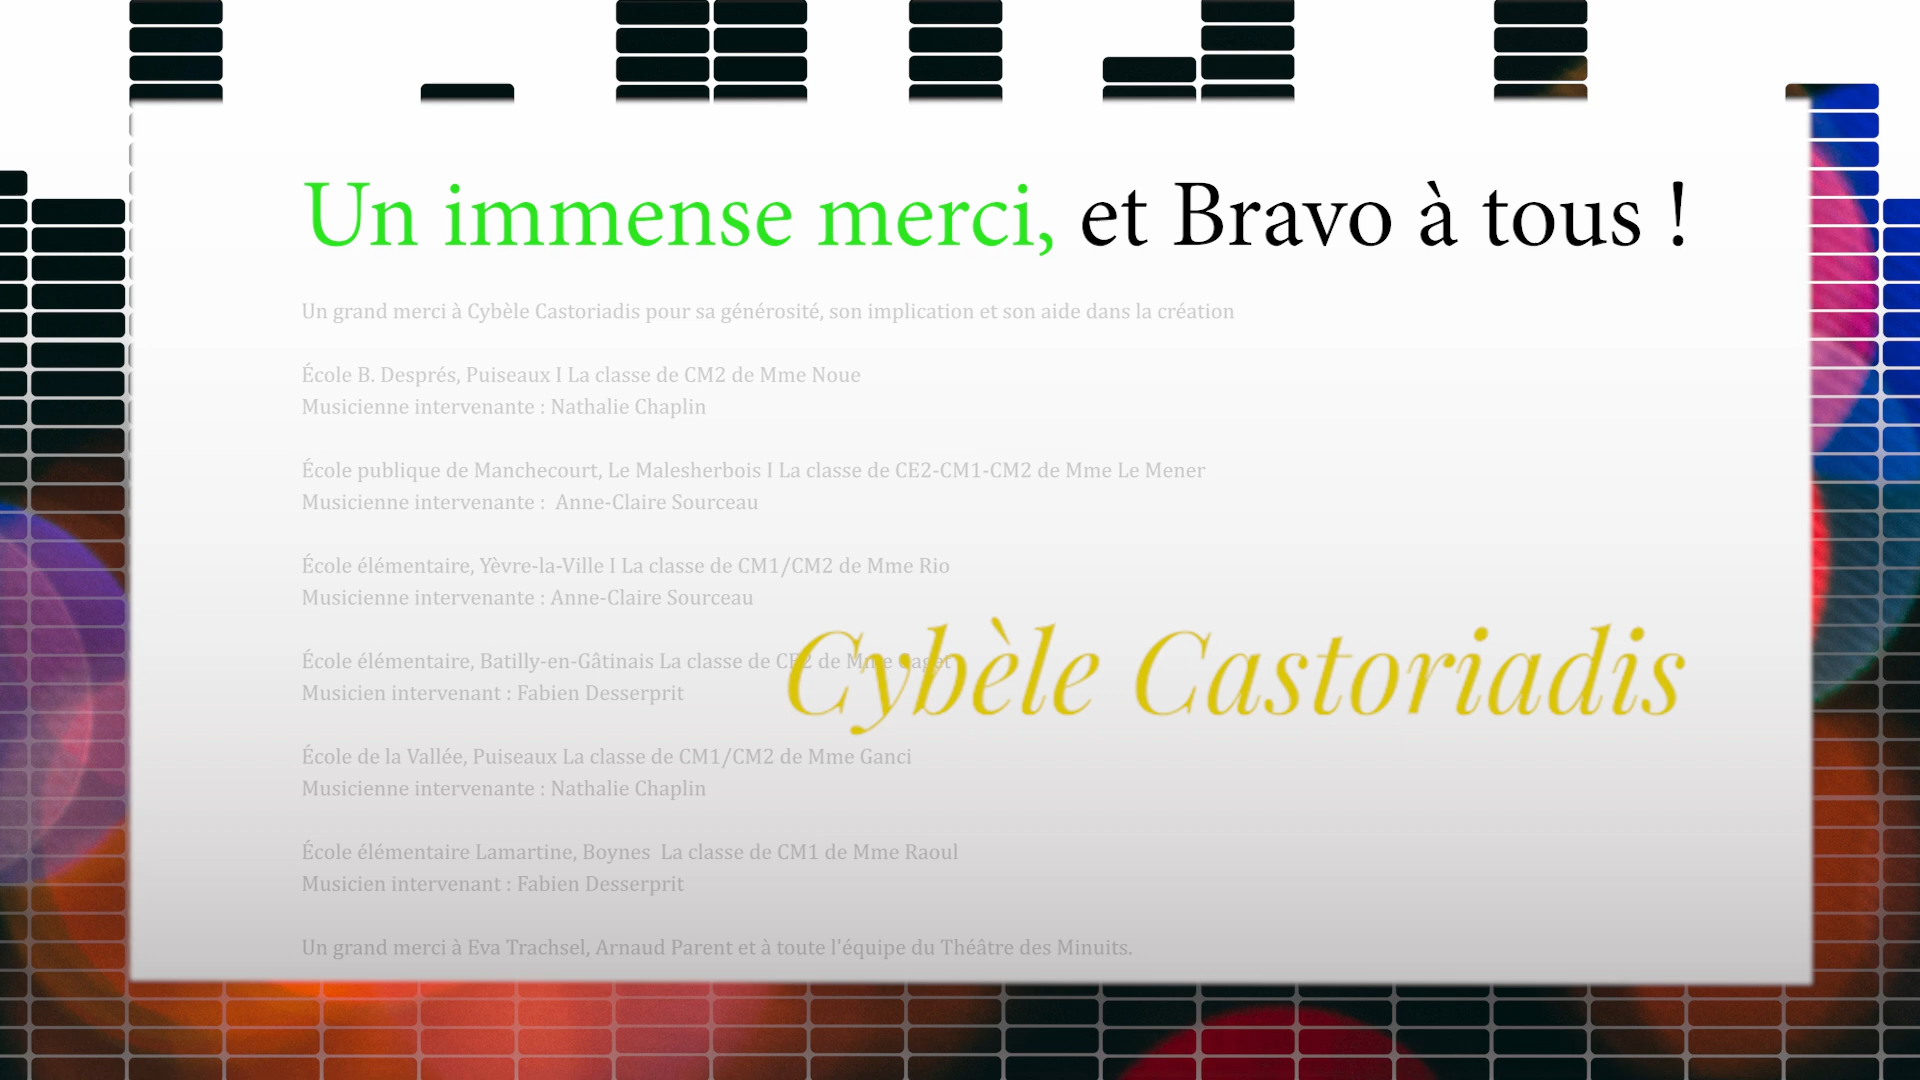 Un immense merci, et Bravo à tous !
Un grand merci à Cybèle Castoriadis pour sa générosité, son implication et son aide dans la création
École B. Després, Puiseaux I La classe de CM2 de Mme Noue
Musicienne intervenante : Nathalie Chaplin
École publique de Manchecourt, Le Malesherbois I La classe de CE2-CM1-CM2 de Mme Le Mener
Musicienne intervenante :  Anne-Claire Sourceau
École élémentaire, Yèvre-la-Ville I La classe de CM1/CM2 de Mme Rio
Musicienne intervenante : Anne-Claire Sourceau
École élémentaire, Batilly-en-Gâtinais La classe de CE2 de Mme
Cybèle Castoriadis
Musicien intervenant : Fabien Desserprit
École de la Vallée, Puiseaux La classe de CM1/CM2 de Mme Ganci
Musicienne intervenante : Nathalie Chaplin
École élémentaire Lamartine, Boynes  La classe de CM1 de Mme Raoul
Musicien intervenant : Fabien Desserprit
Un grand merci à Eva Trachsel, Arnaud Parent et à toute l'équipe du Théâtre des Minuits.